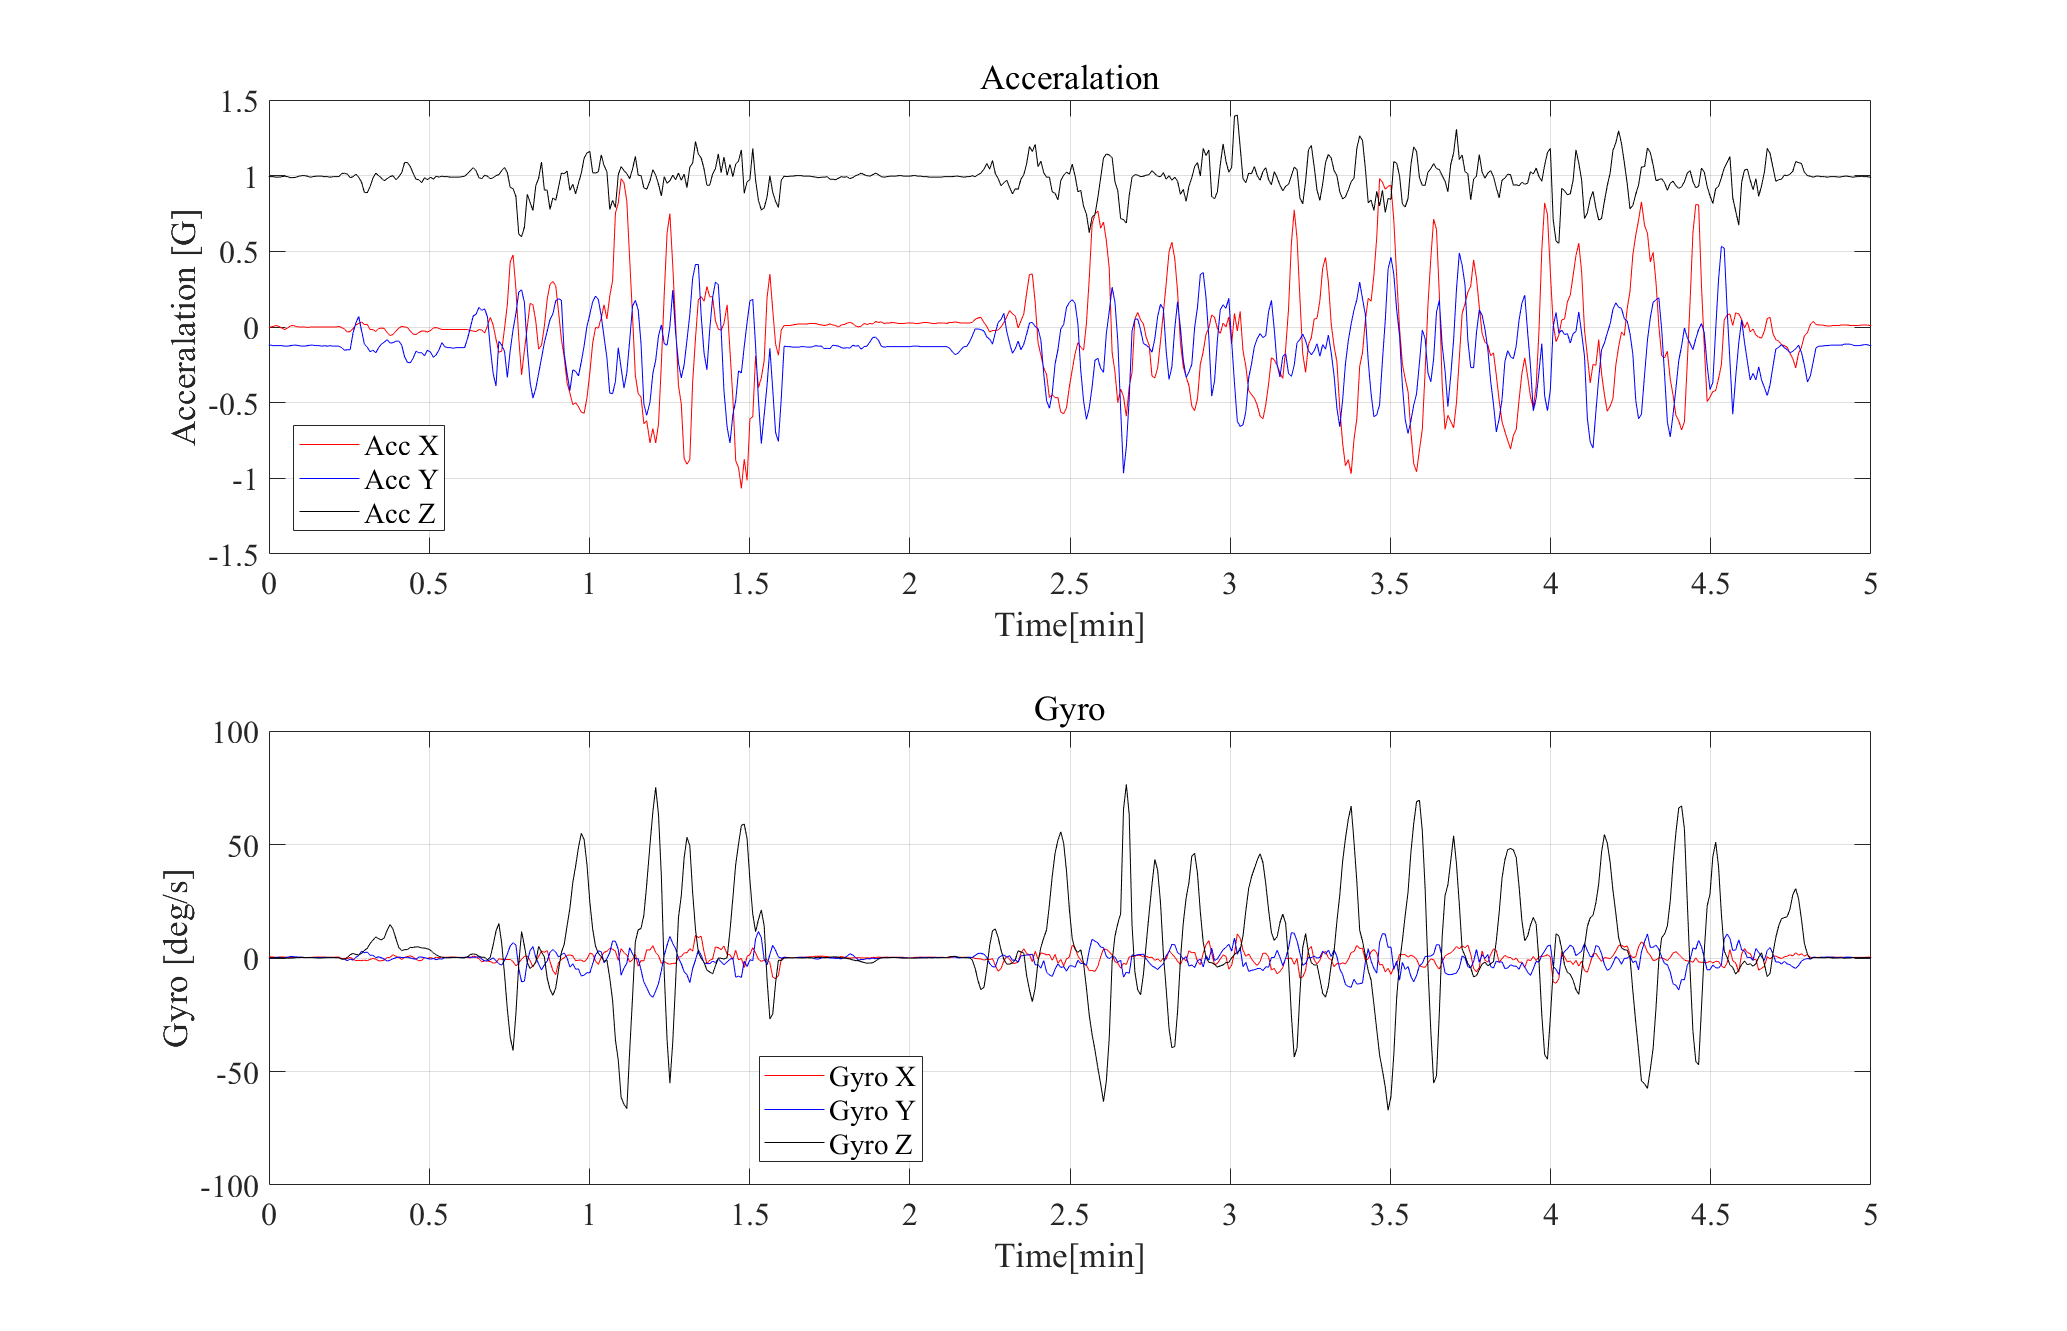 Acceralation
1.5
1
0.5
0
-0.5
-1
-1.5
Acceralation [G]
Acc X
Acc Y
Acc Z
0 0.5 1 1.5 2 2.5 3 3.5 4 4.5 5
Time[min]
Gyro
100
50
0
-50
-100
Gyro [deg/s]
Gyro X
Gyro Y
Gyro Z
0 0.5 1 1.5 2 2.5 3 3.5 4 4.5 5
Time[min]